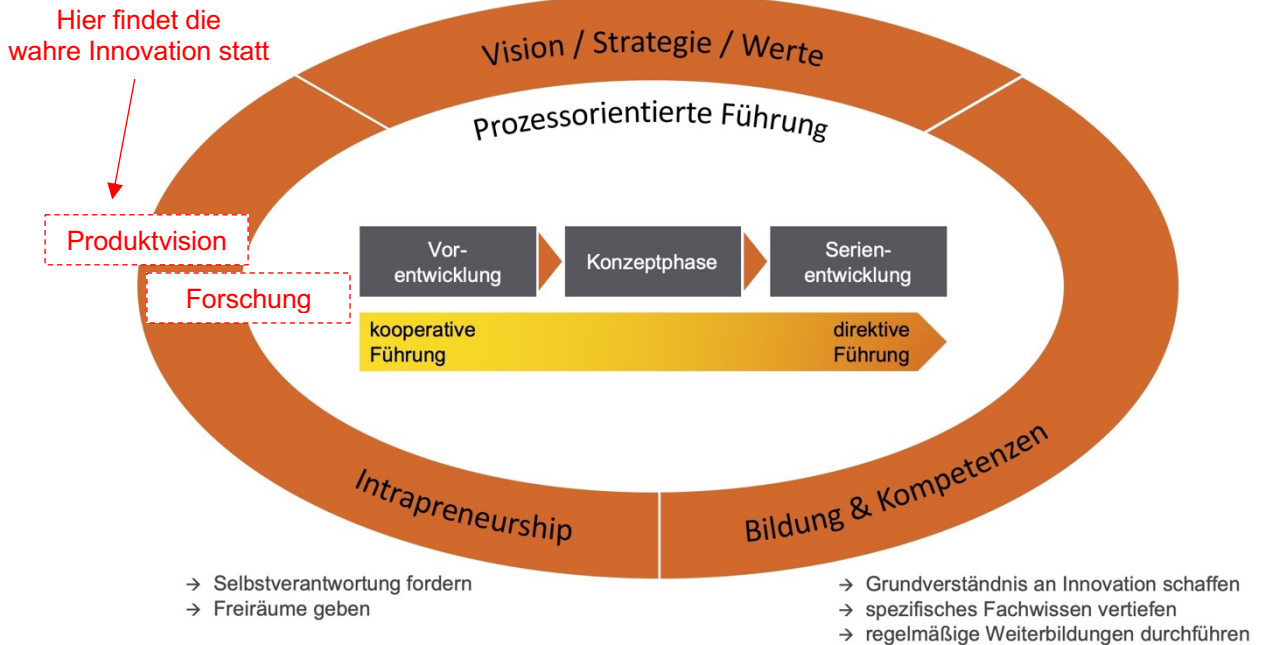 Hier findet die
wahre Innovation statt
Vision / Strategie / Werte
Prozessorientierte Führung
Produktvision
Forschung
Vor-
entwicklung
Konzeptphase
Serien-
entwicklung
kooperative
Führung
direktive
Führung
Intrapreneurship
Bildung & Kompetenzen
→ Selbstverantwortung fordern
→ Freiräume geben
→ Grundverständnis an Innovation schaffen
→ spezifisches Fachwissen vertiefen
→ regelmäßige Weiterbildungen durchführen